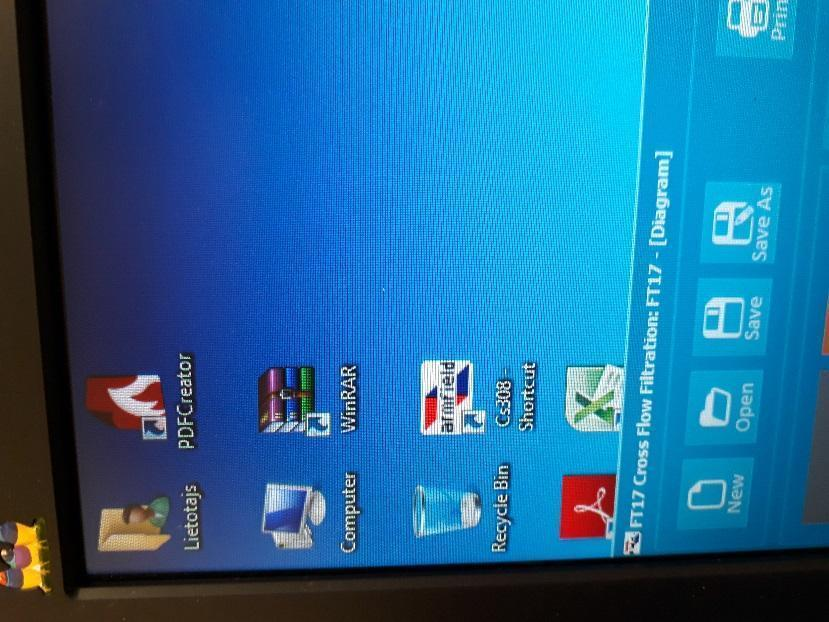 Lietotajs
PDFCreator
Computer
WinRAR
Recycle Bin
armfield
Cs308 -
Shortcut
FT17 Cross Flow Filtration: FT17 - [Diagram]
New
Open
Save
Save As